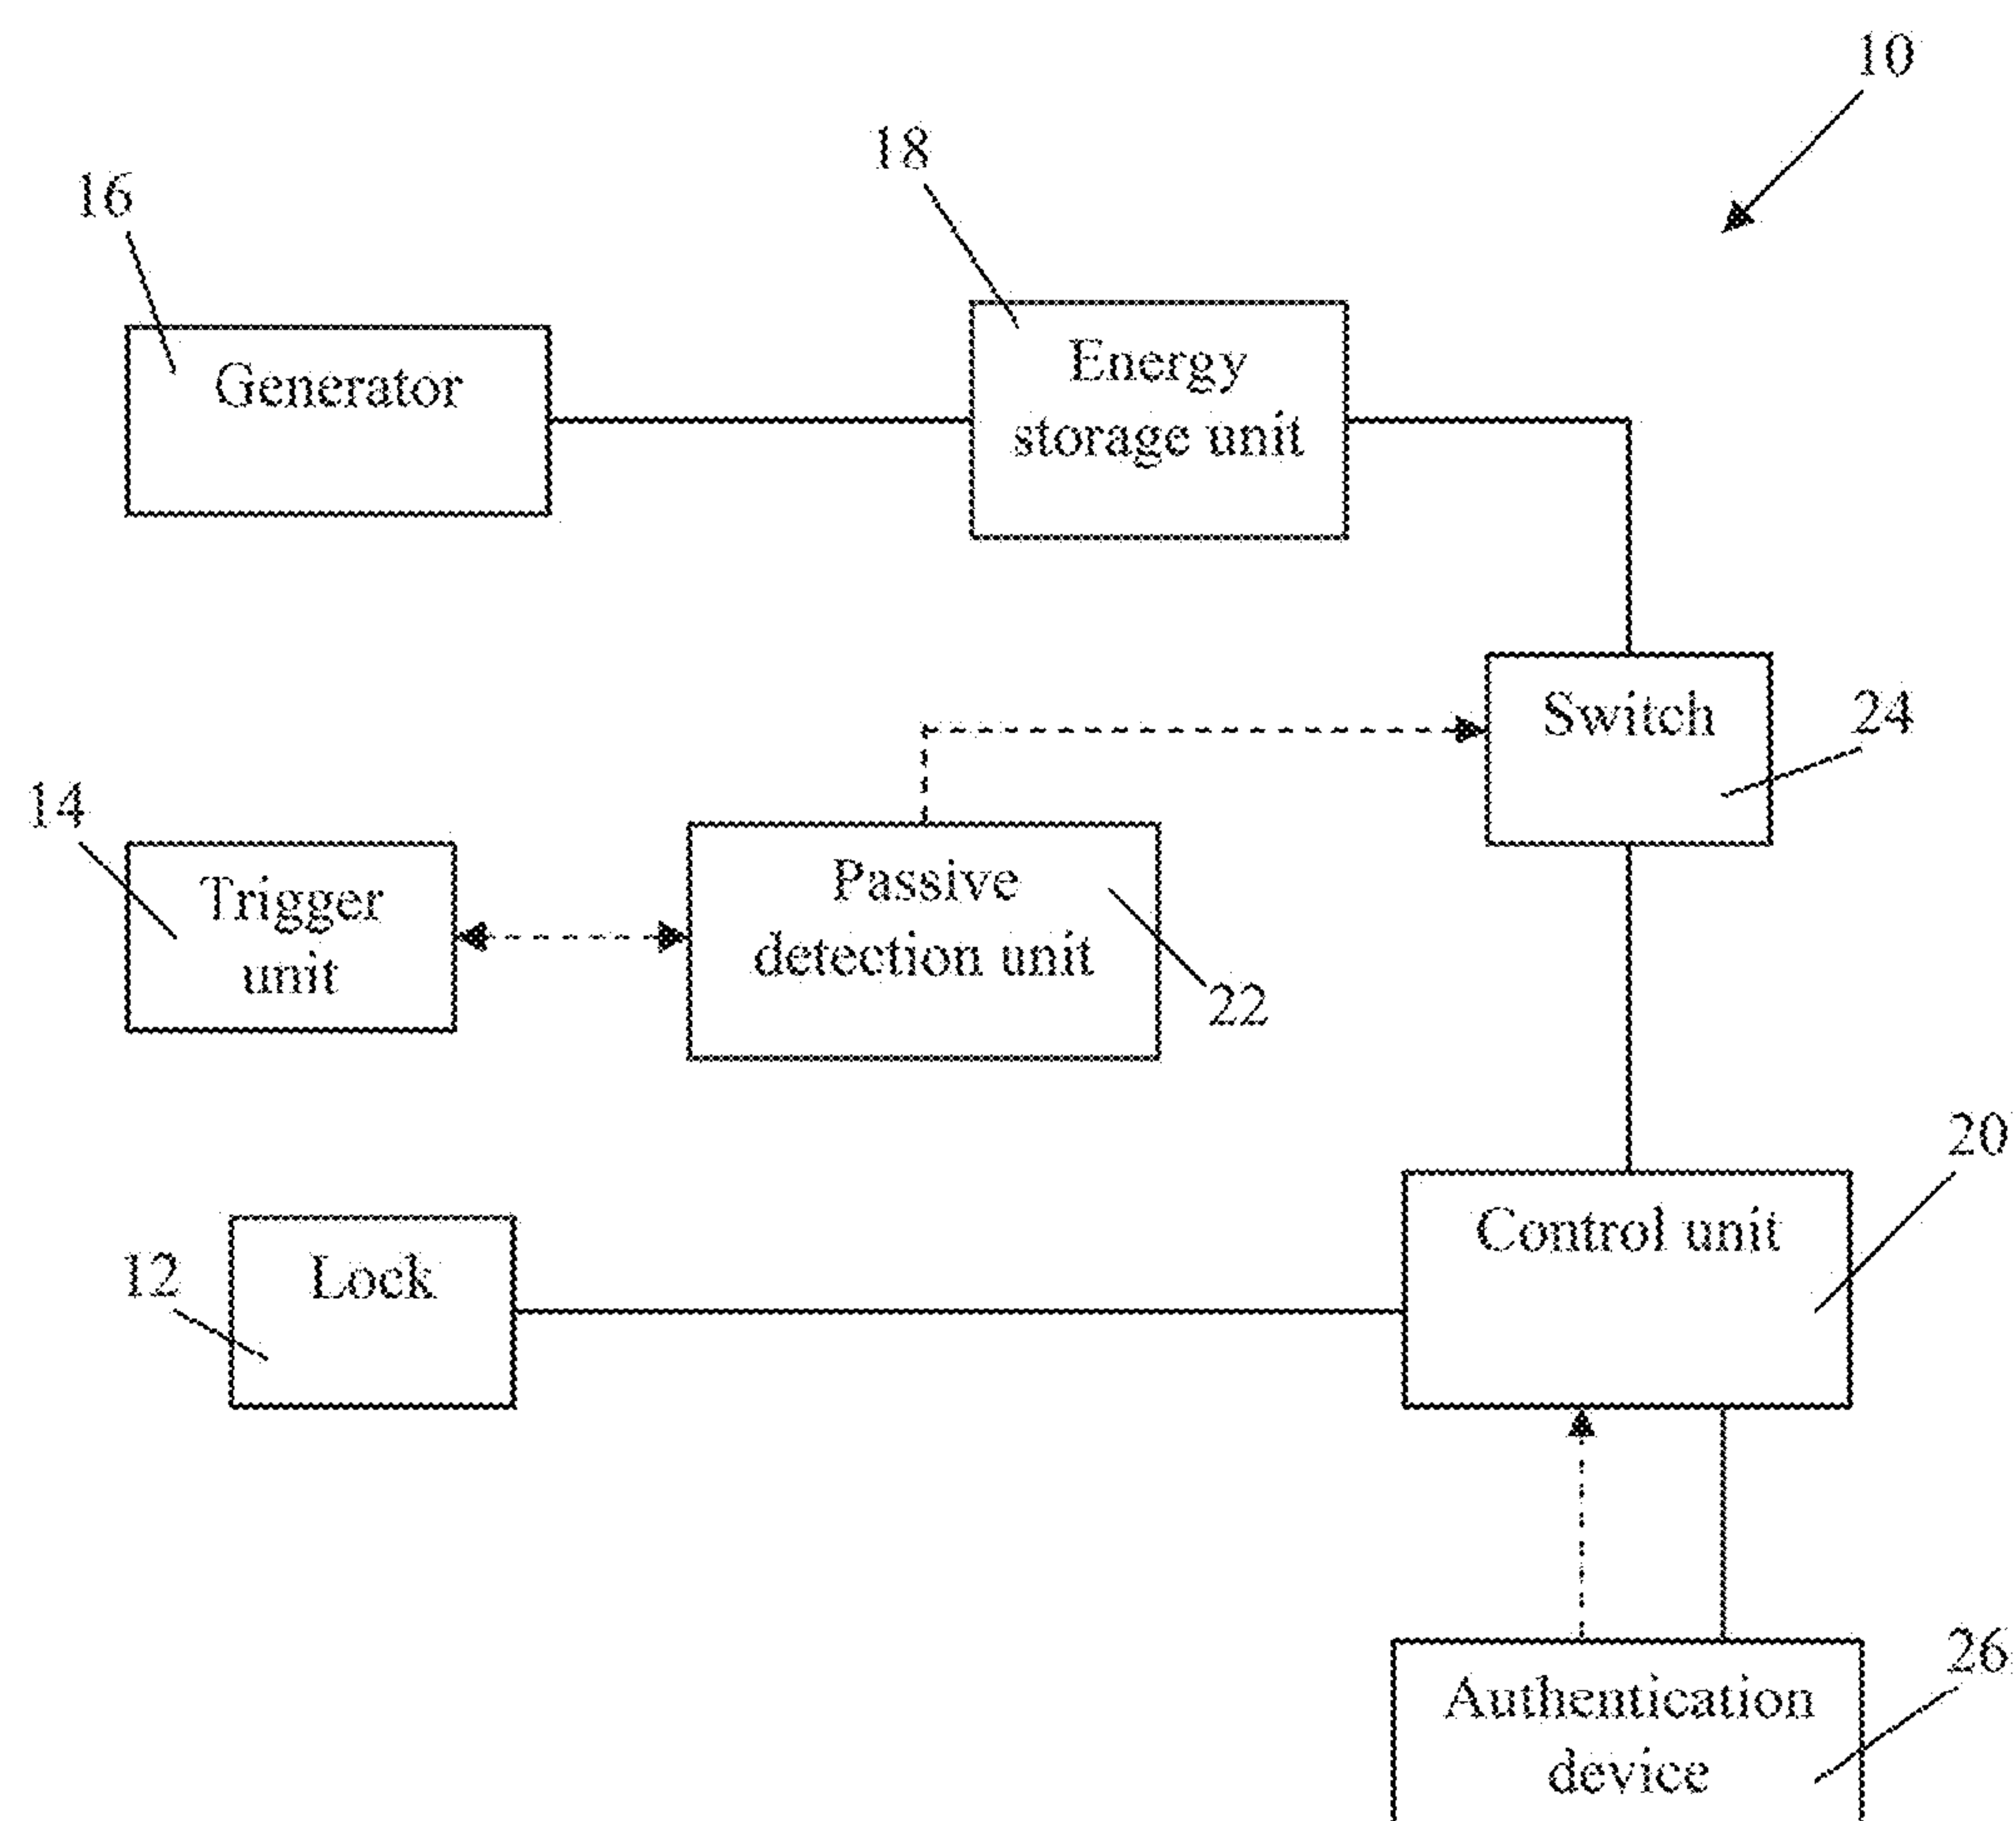 10
18
16
Energy
storage unit
Generator
Switch
24
14
Passive
detection unit
Trigger
unit
22
20
Control unit
12
Lock
26
Authentication
device